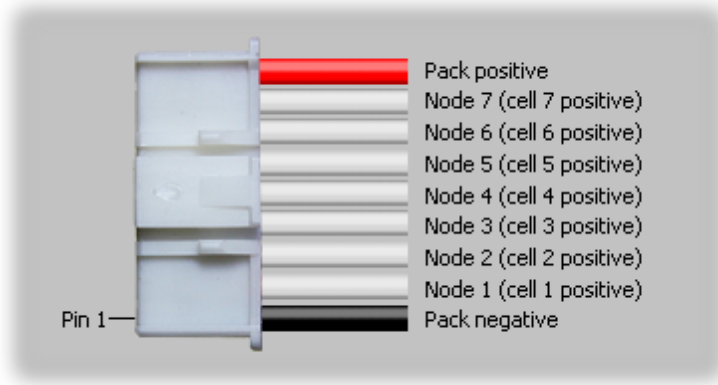 Pack positive
Node 7 (cell 7 positive)
Node 6 (cell 6 positive)
Node 5 (cell 5 positive)
Node 4 (cell 4 positive)
Node 3 (cell 3 positive)
Node 2 (cell 2 positive)
Node 1 (cell 1 positive)
Pin 1
Pack negative